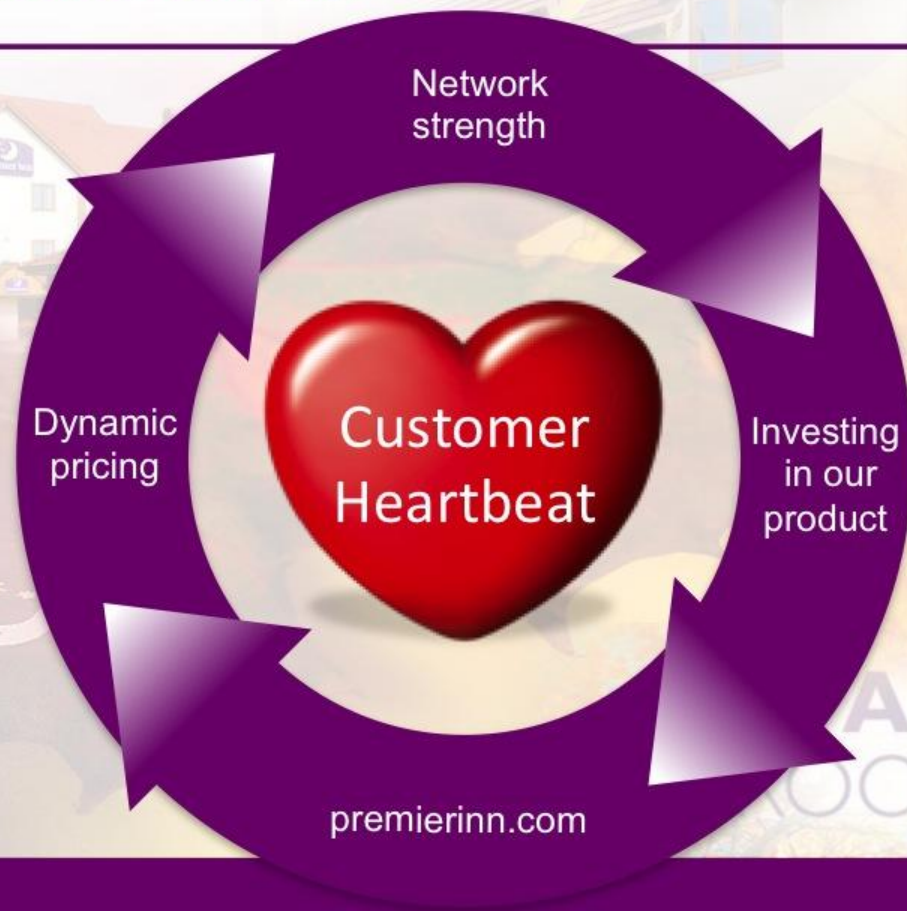 Network
strength
Dynamic
pricing
Customer
Heartbeat
Investing
in our
product
premierinn.com